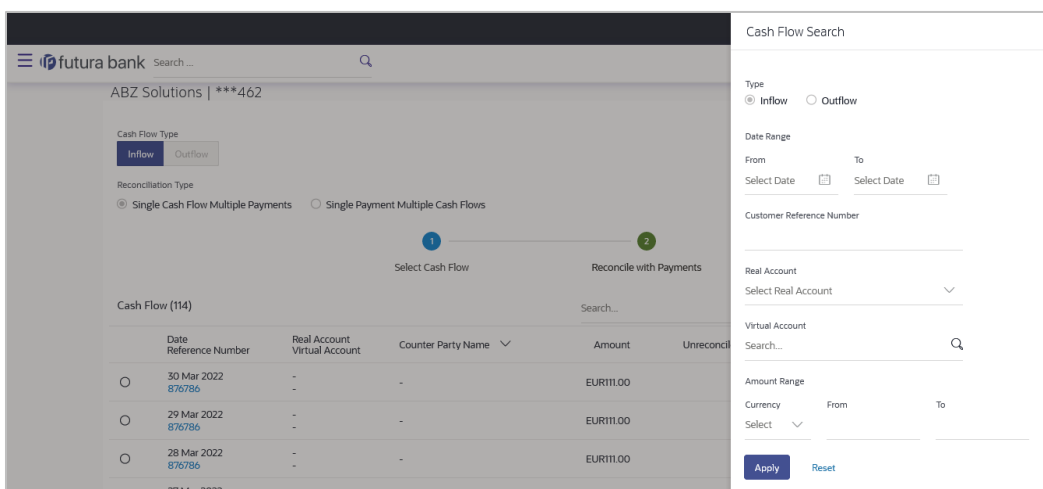 Cash Flow Search
futura bank Search ...
ABZ Solutions | ***462
Cash Flow Type
Inflow Outflow
Reconciliation Type
Single Cash Flow Multiple Payments Single Payment Multiple Cash Flows
1 2
Select Cash Flow Reconcile with Payments
Cash Flow (114) Search...
Date Real Account Counter Party Name Amount Unreconcil
Reference Number Virtual Account
30 Mar 2022 - - EUR111.00
876786 -
29 Mar 2022 - - EUR111.00
876786 -
28 Mar 2022 - - EUR111.00
876786 -
Type
Inflow Outflow
Date Range
From To
Select Date Select Date
Customer Reference Number
Real Account
Select Real Account
Virtual Account
Search...
Amount Range
Currency From To
Select
Apply Reset